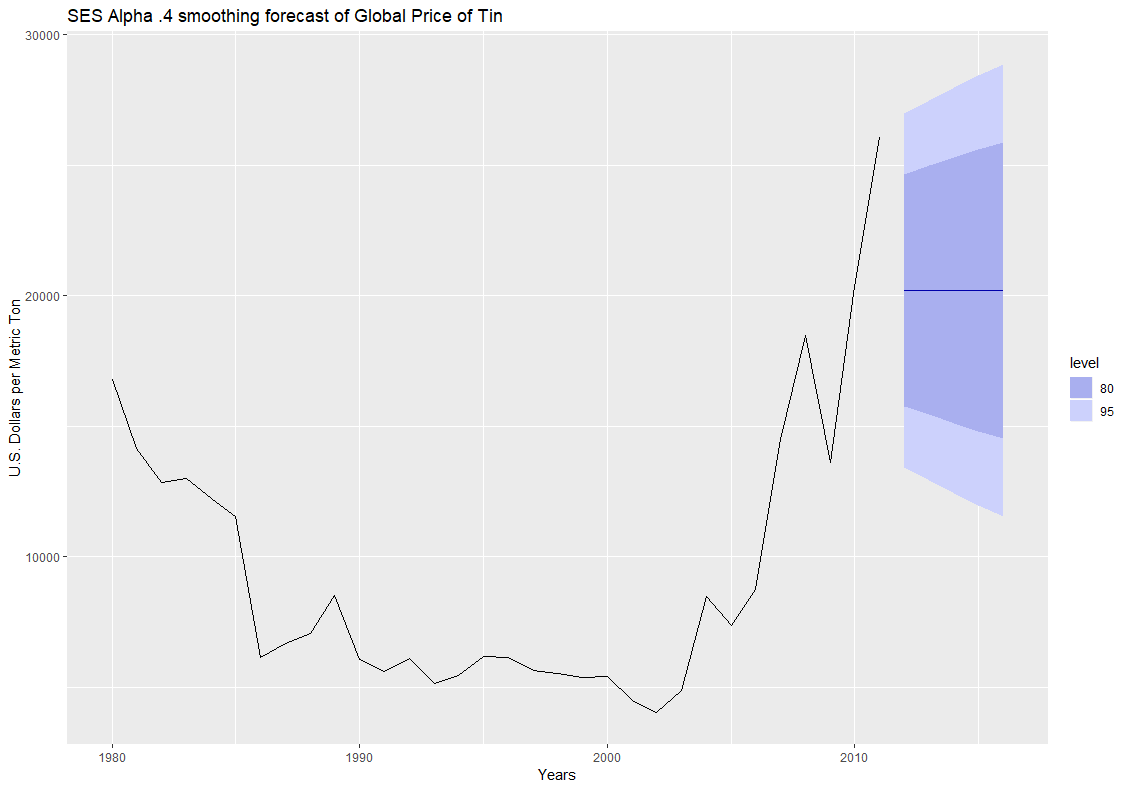 SES Alpha .4 smoothing forecast of Global Price of Tin
30000
20000
10000
U.S. Dollars per Metric Ton
1980
1990
2000
2010
Years
level
80
95